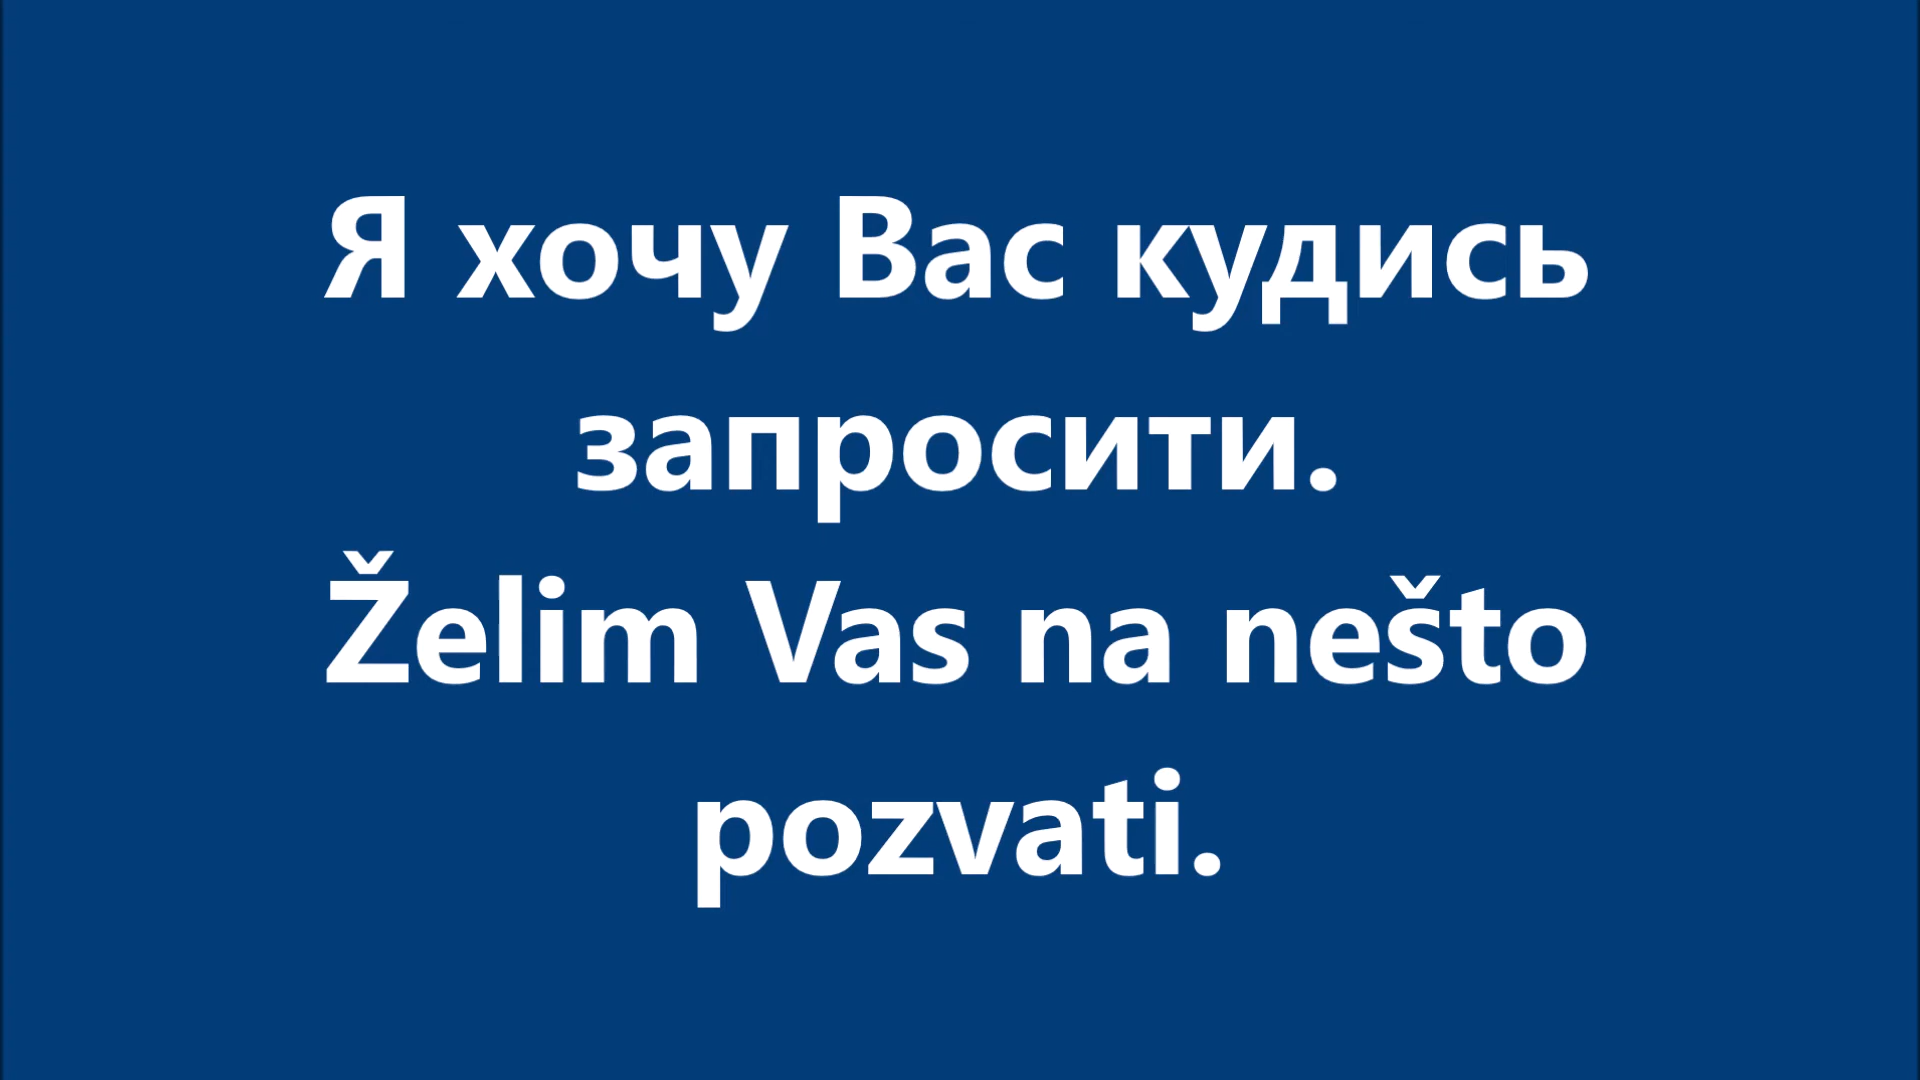 Я хочу Вас кудись
запросити.
Želim Vas na nešto
pozvati.